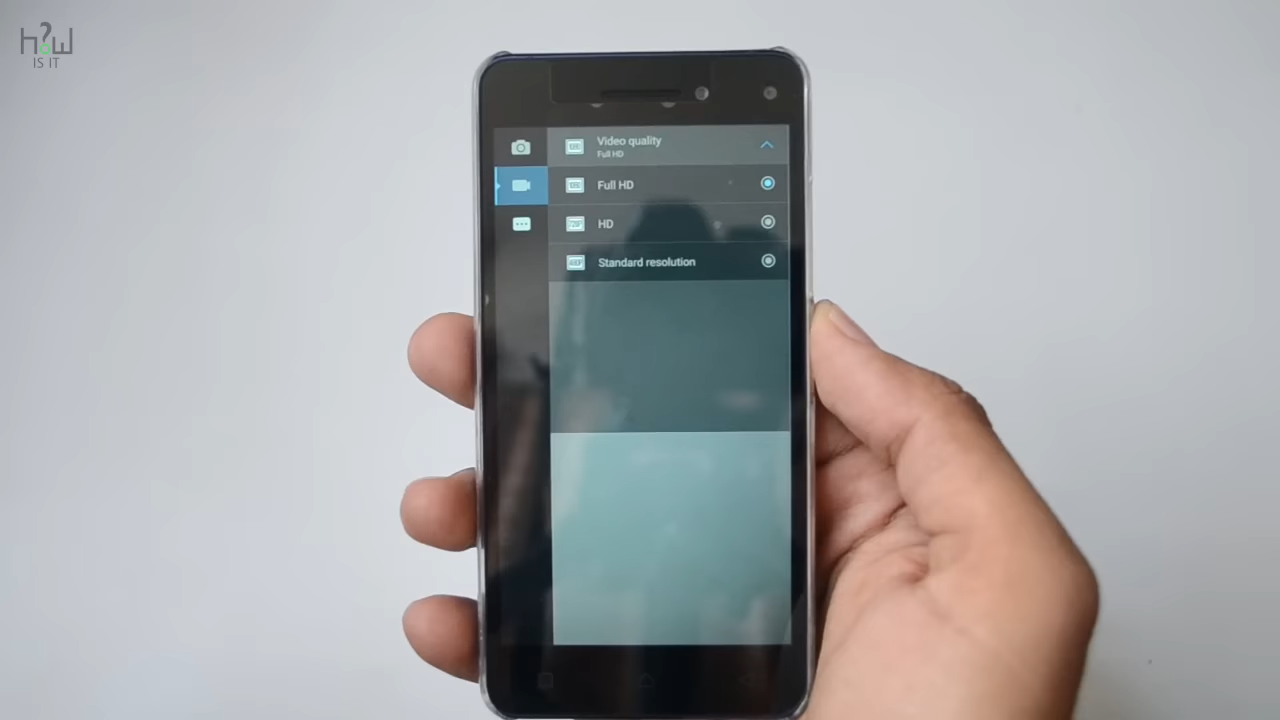 h?w
IS IT
Video quality
Full HD
Full HD
HD
Standard resolution